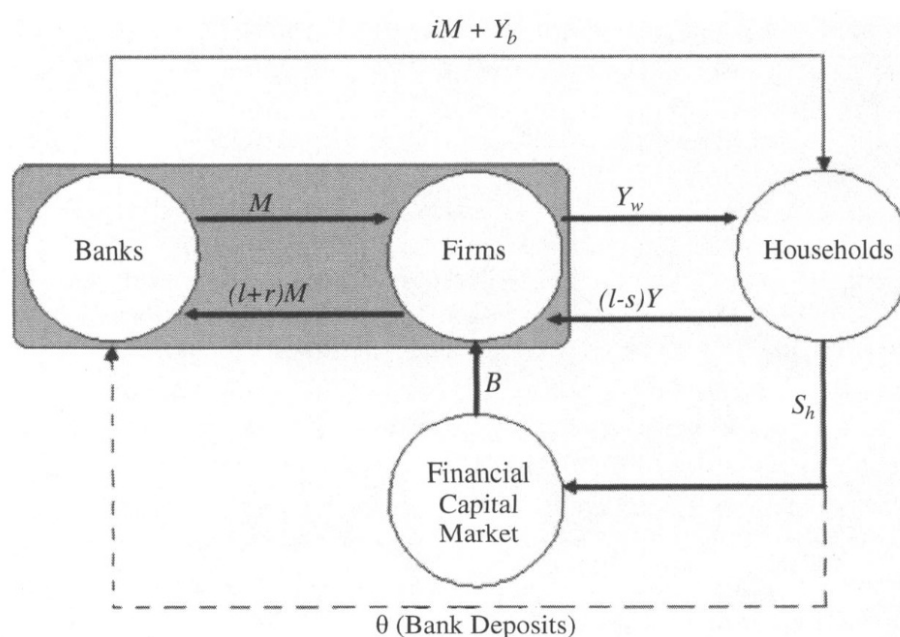 iM + Y_b
M
Y_w
Banks
Firms
Households
(l+r)M
(l-s)Y
B
S_h
Financial
Capital
Market
θ (Bank Deposits)